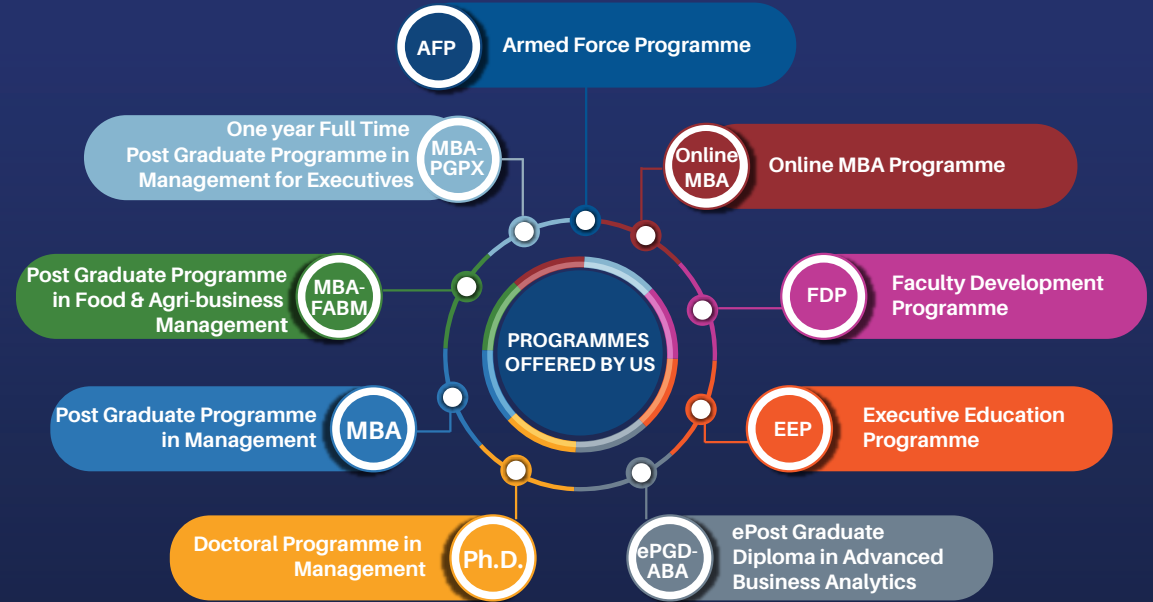 AFP
Armed Force Programme
One year Full Time
Post Graduate Programme in
Management for Executives
MBA-
PGPX
Online
MBA
Online MBA Programme
Post Graduate Programme
in Food & Agri-business
Management
MBA-
FABM
FDP
Faculty Development
Programme
PROGRAMMES
OFFERED BY US
Post Graduate Programme
in Management
MBA
EEP
Executive Education
Programme
Doctoral Programme in
Management
Ph.D.
ePGD-
ABA
ePost Graduate
Diploma in Advanced
Business Analytics